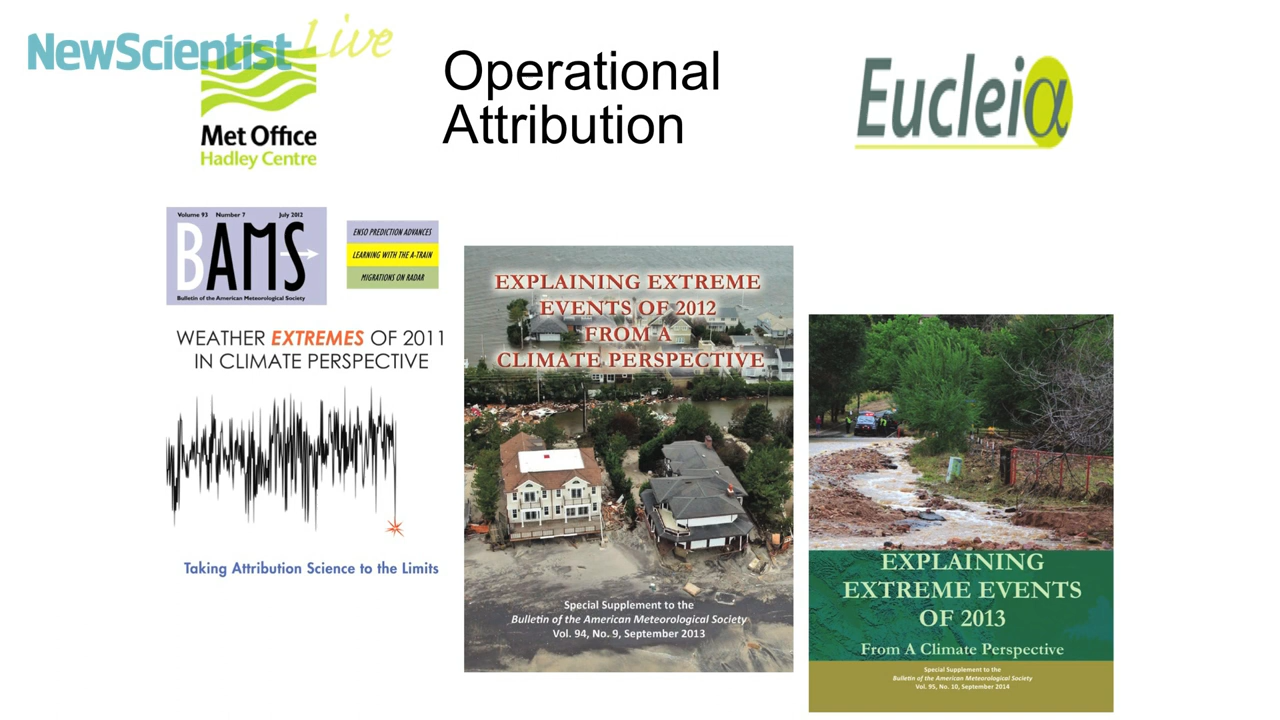 NewScientist Live
Met Office
Hadley Centre
Operational
Attribution
Eucleiα
Volume 93 Number 7 July 2012
BAMS
Bulletin of the American Meteorological Society
ENSO PREDICTION ADVANCES
LEARNING WITH THE A-TRAIN
MIGRATIONS ON RADAR
WEATHER EXTREMES OF 2011
IN CLIMATE PERSPECTIVE
Taking Attribution Science to the Limits
EXPLAINING EXTREME
EVENTS OF 2012
FROM A
CLIMATE PERSPECTIVE
Special Supplement to the
Bulletin of the American Meteorological Society
Vol. 94, No. 9, September 2013
EXPLAINING
EXTREME EVENTS
OF 2013
From A Climate Perspective
Special Supplement to the
Bulletin of the American Meteorological Society
Vol. 95, No. 10, September 2014